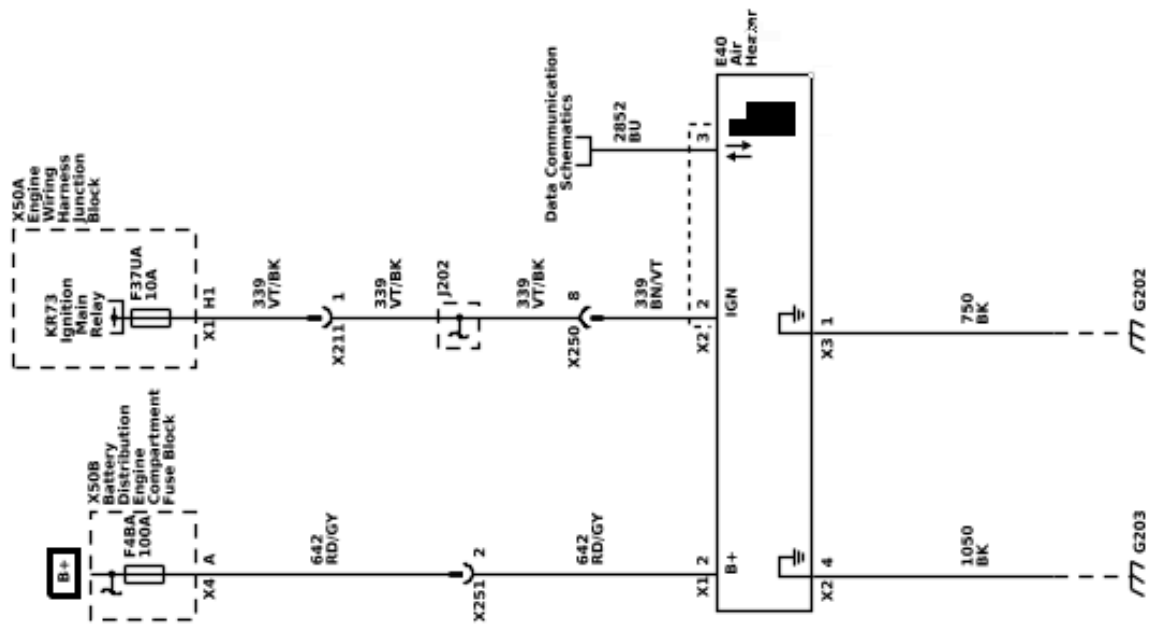 B+
X50B
Battery
Distribution
Engine
Compartment
Fuse Block
F48A
100A
X4 A
642
RD/GY
X251 2
642
RD/GY
X1 2
B+
X2 4
1050
BK
G203
X50A
Engine
Wiring
Harness
Junction
Block
KR73
Ignition
Main
Relay
F37UA
10A
X1 H1
339
VT/BK
X211 1
339
VT/BK
J202
339
VT/BK
X250 8
339
BN/VT
X2 2 3
IGN
X3 1
750
BK
G202
Data Communication
Schematics
2852
BU
E40
Air